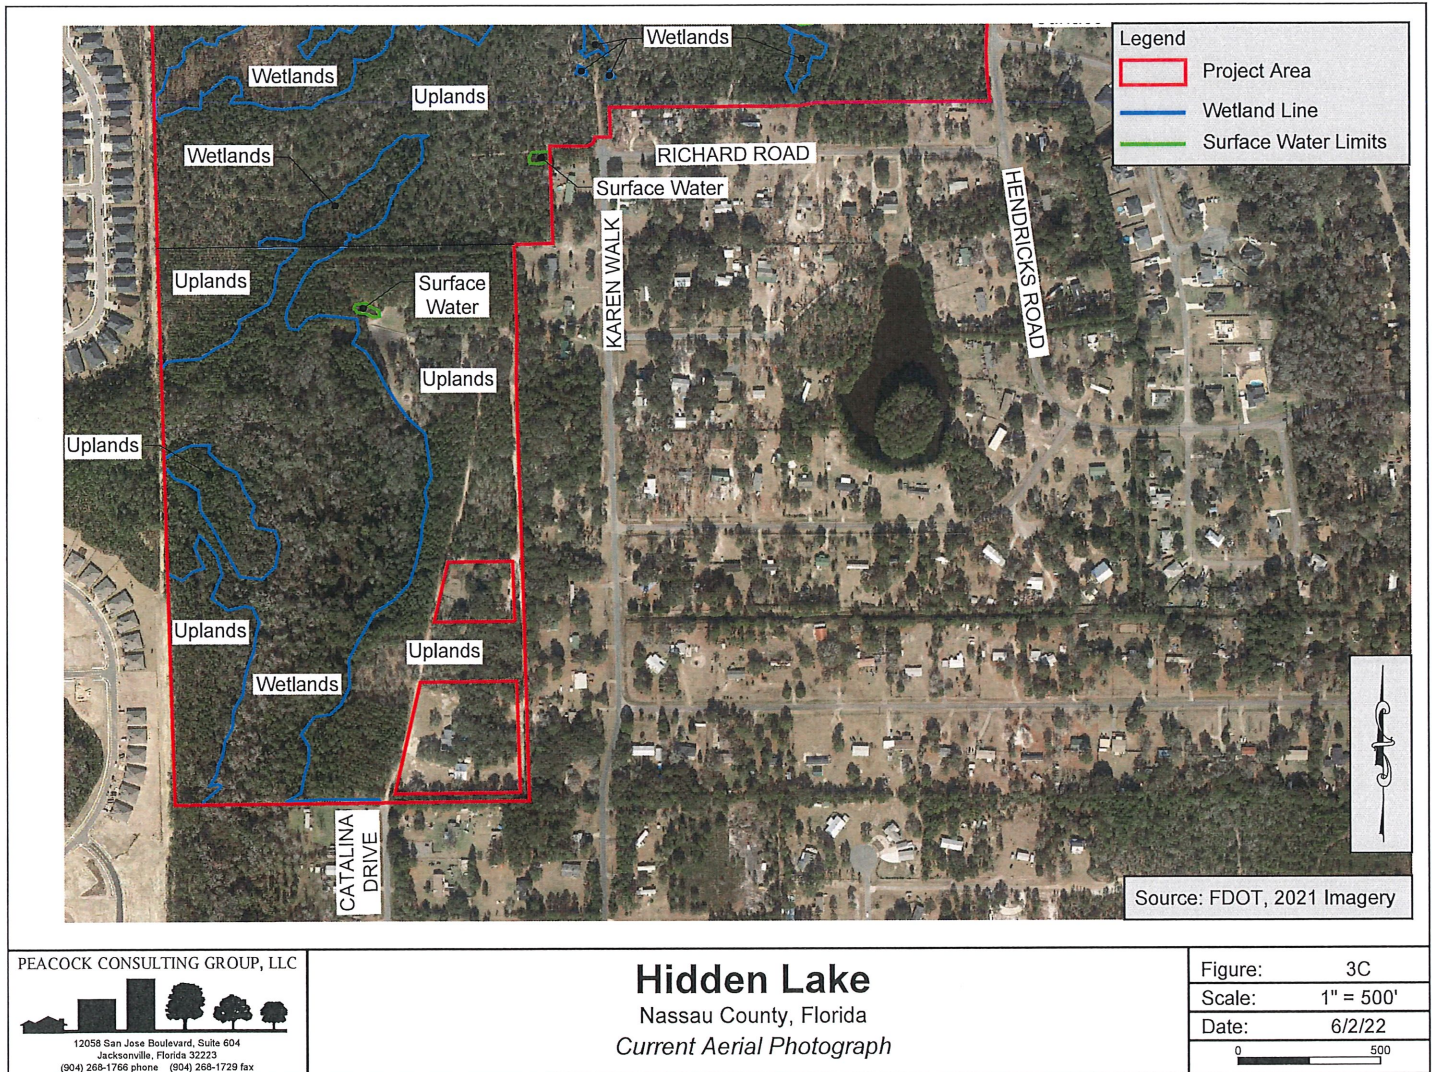 Wetlands
Legend
Project Area
Wetland Line
Surface Water Limits
Wetlands
Uplands
Wetlands
RICHARD ROAD
Surface Water
HENDRICKS ROAD
KAREN WALK
Uplands
Surface
Water
Uplands
Uplands
Uplands
Uplands
Wetlands
CATALINA
DRIVE
Source: FDOT, 2021 Imagery
PEACOCK CONSULTING GROUP, LLC
12058 San Jose Boulevard, Suite 604
Jacksonville, Florida 32223
(904) 268-1766 phone (904) 268-1729 fax
Hidden Lake
Nassau County, Florida
Current Aerial Photograph
Figure: 3C
Scale: 1" = 500'
Date: 6/2/22
0 500